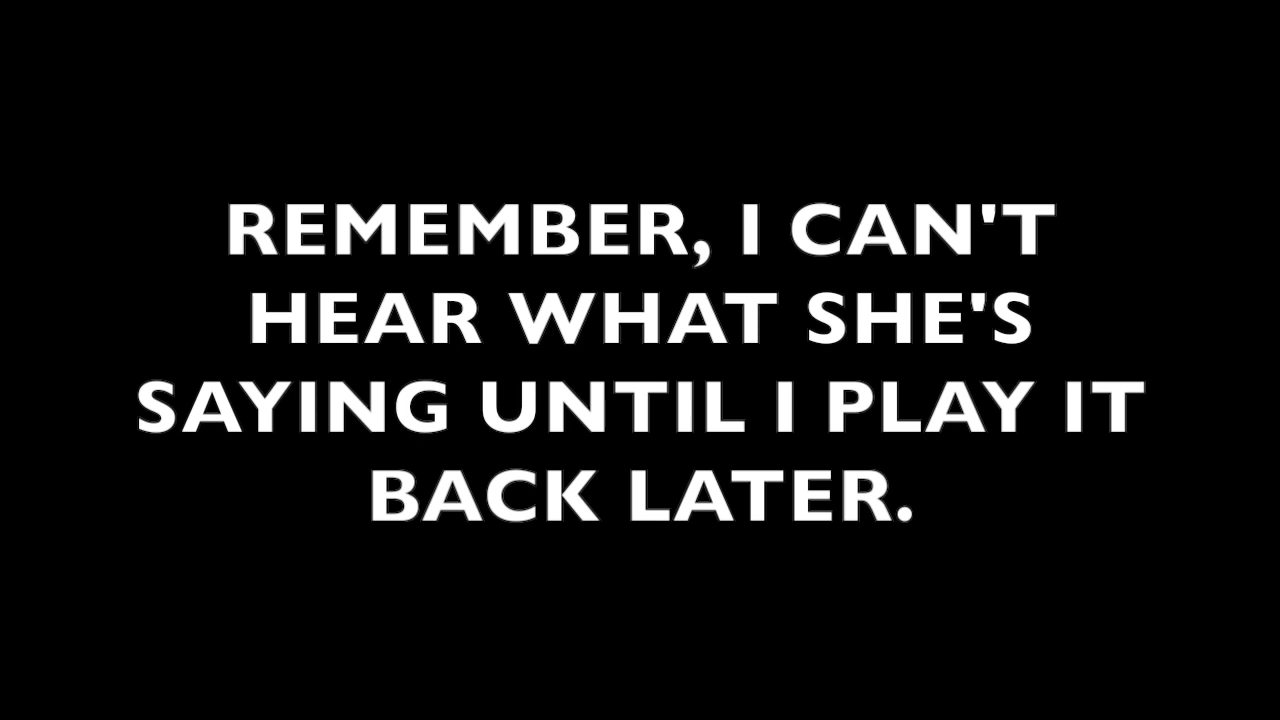 REMEMBER, I CAN'T
HEAR WHAT SHE'S
SAYING UNTIL I PLAY IT
BACK LATER.